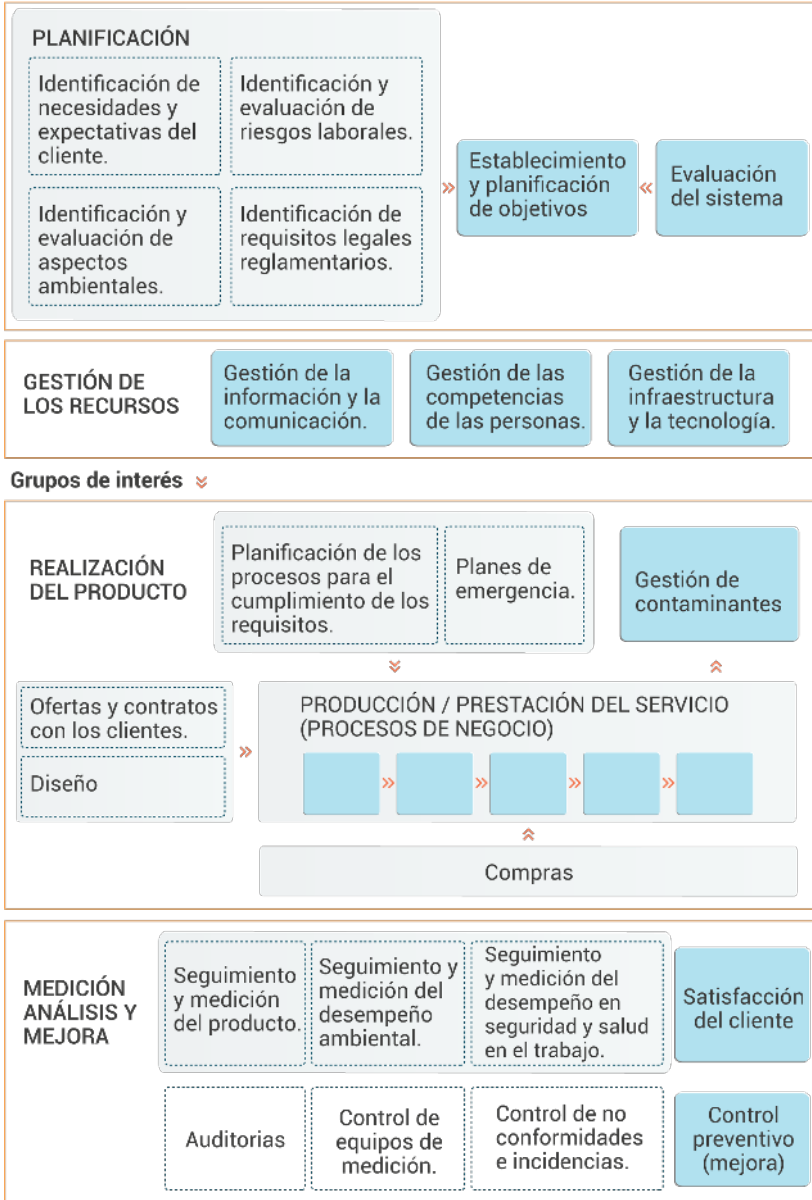 PLANIFICACIÓN
Identificación de
necesidades y
expectativas del
cliente.
Identificación y
evaluación de
riesgos laborales.
Identificación y
evaluación de
aspectos
ambientales.
Identificación de
requisitos legales
reglamentarios.
Establecimiento
y planificación
de objetivos
Evaluación
del sistema
GESTIÓN DE
LOS RECURSOS
Gestión de la
información y la
comunicación.
Gestión de las
competencias
de las personas.
Gestión de la
infraestructura
y la tecnología.
Grupos de interés
REALIZACIÓN
DEL PRODUCTO
Planificación de los
procesos para el
cumplimiento de los
requisitos.
Planes de
emergencia.
Gestión de
contaminantes
Ofertas y contratos
con los clientes.
Diseño
PRODUCCIÓN / PRESTACIÓN DEL SERVICIO
(PROCESOS DE NEGOCIO)
Compras
MEDICIÓN
ANÁLISIS Y
MEJORA
Seguimiento
y medición
del producto.
Seguimiento y
medición del
desempeño
ambiental.
Seguimiento
y medición del
desempeño en
seguridad y salud
en el trabajo.
Satisfacción
del cliente
Auditorias
Control de
equipos de
medición.
Control de no
conformidades
e incidencias.
Control
preventivo
(mejora)